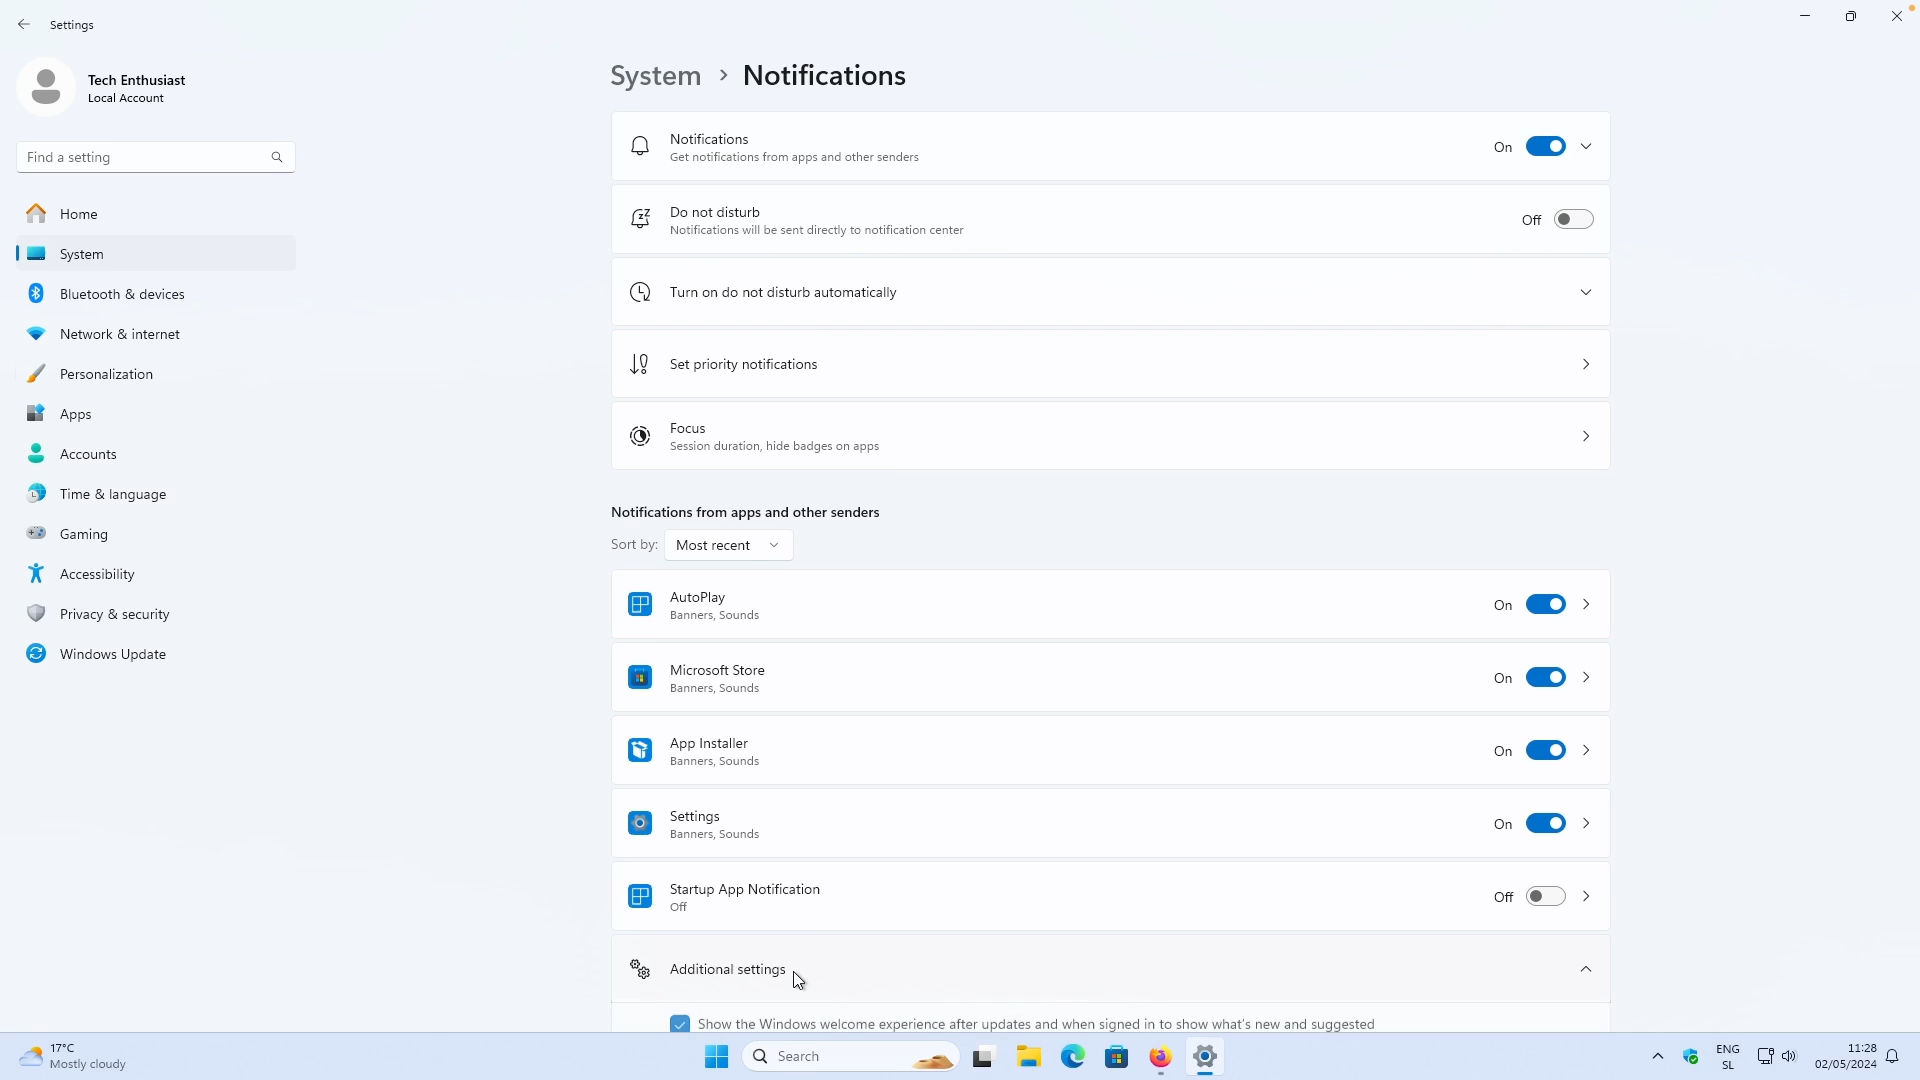 Settings
Tech Enthusiast
Local Account
Find a setting
Home
System
Bluetooth & devices
Network & internet
Personalization
Apps
Accounts
Time & language
Gaming
Accessibility
Privacy & security
Windows Update
System > Notifications
Notifications
Get notifications from apps and other senders
On
Do not disturb
Notifications will be sent directly to notification center
Off
Turn on do not disturb automatically
Set priority notifications
Focus
Session duration, hide badges on apps
Notifications from apps and other senders
Sort by: Most recent
AutoPlay
Banners, Sounds
On
Microsoft Store
Banners, Sounds
On
App Installer
Banners, Sounds
On
Settings
Banners, Sounds
On
Startup App Notification
Off
Off
Additional settings
Show the Windows welcome experience after updates and when signed in to show what's new and suggested
17°C
Mostly cloudy
Search
ENG
SL
11:28
02/05/2024